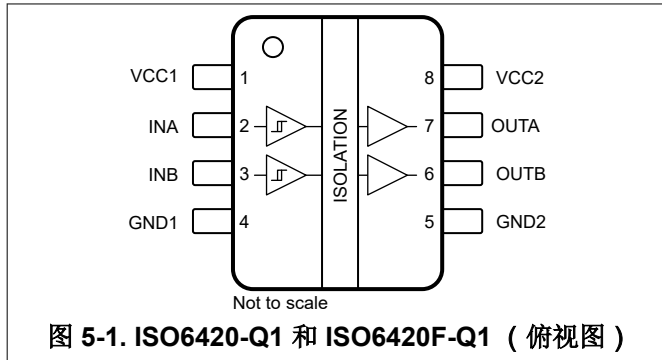 VCC1 1 8 VCC2
INA 2 7 OUTA
INB 3 6 OUTB
GND1 4 5 GND2
ISOLATION
Not to scale
图 5-1. ISO6420-Q1 和 ISO6420F-Q1（俯视图）